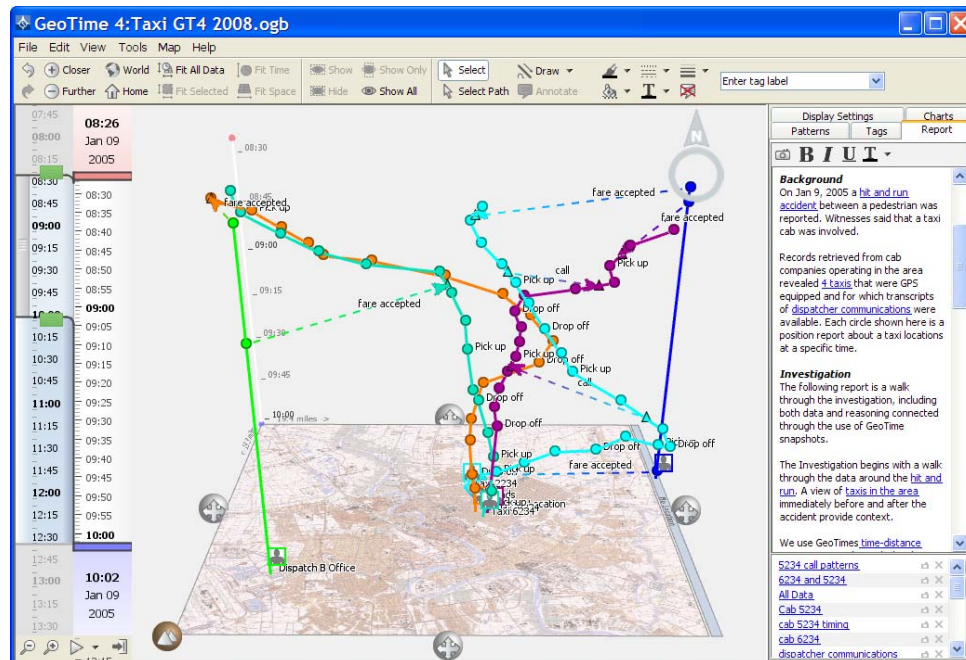 GeoTime 4:Taxi GT4 2008.ogb
File Edit View Tools Map Help
Closer World Fit All Data Fit Time Show Show Only Select Draw
Further Home Fit Selected Fit Space Hide Show All Select Path Annotate
Enter tag label
07:45
08:00
08:15
08:30
08:45
09:00
09:15
09:30
09:45
10:15
10:30
10:45
11:00
11:15
11:30
11:45
12:00
12:15
12:30
12:45
13:00
13:15
13:30
08:26
Jan 09
2005
08:30
08:35
08:40
08:45
08:50
08:55
09:00
09:05
09:10
09:15
09:20
09:25
09:30
09:35
09:40
09:45
09:50
09:55
10:00
10:02
Jan 09
2005
N
08:30
08:45
09:00
09:15
09:30
09:45
10:00
19.4 miles ->
fare accepted
Pick up
fare accepted
fare accepted
fare accepted
Pick up
call
Drop off
Drop off
Pick up
Pick up
Drop off
Pick up
call
Drop off
Drop off
Pick up
Drop off
Drop off
fare accepted
Taxi 6234
Dispatch B Office
Display Settings Charts
Patterns Tags Report
B I U T
Background
On Jan 9, 2005 a hit and run
accident between a pedestrian was
reported. Witnesses said that a taxi
cab was involved.
Records retrieved from cab
companies operating in the area
revealed 4 taxis that were GPS
equipped and for which transcripts
of dispatcher communications were
available. Each circle shown here is a
position report about a taxi locations
at a specific time.
Investigation
The following report is a walk
through the investigation, including
both data and reasoning connected
through the use of GeoTime
snapshots.
The Investigation begins with a walk
through the data around the hit and
run. A view of taxis in the area
immediately before and after the
accident provide context.
We use GeoTimes time-distance
5234 call patterns
6234 and 5234
All Data
Cab 5234
cab 5234 timing
cab 6234
dispatcher communications